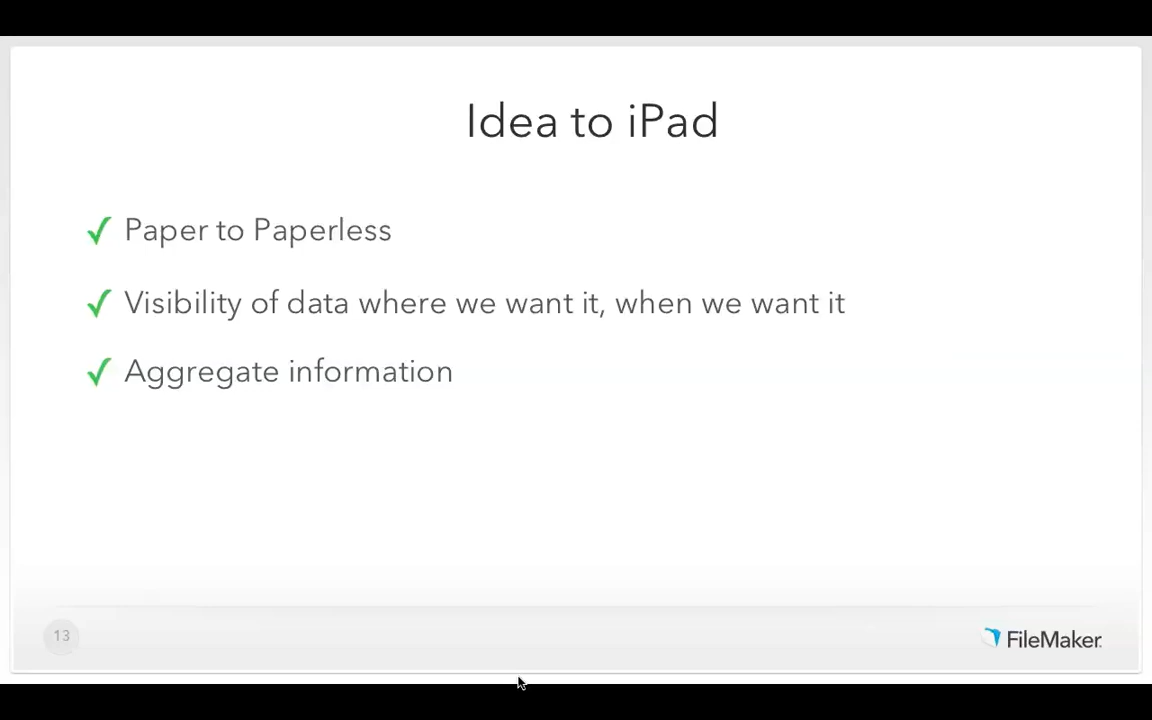 Idea to iPad
✓ Paper to Paperless
✓ Visibility of data where we want it, when we want it
✓ Aggregate information
13
FileMaker